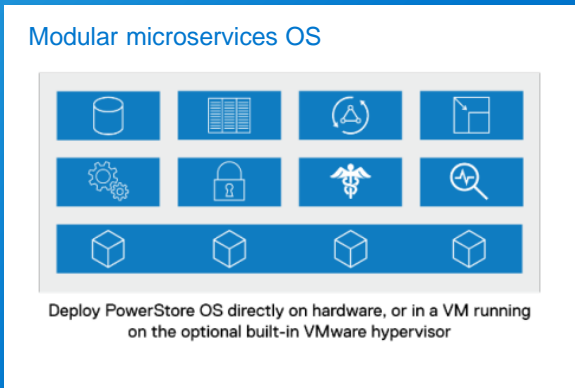 Modular microservices OS
Deploy PowerStore OS directly on hardware, or in a VM running
on the optional built-in VMware hypervisor